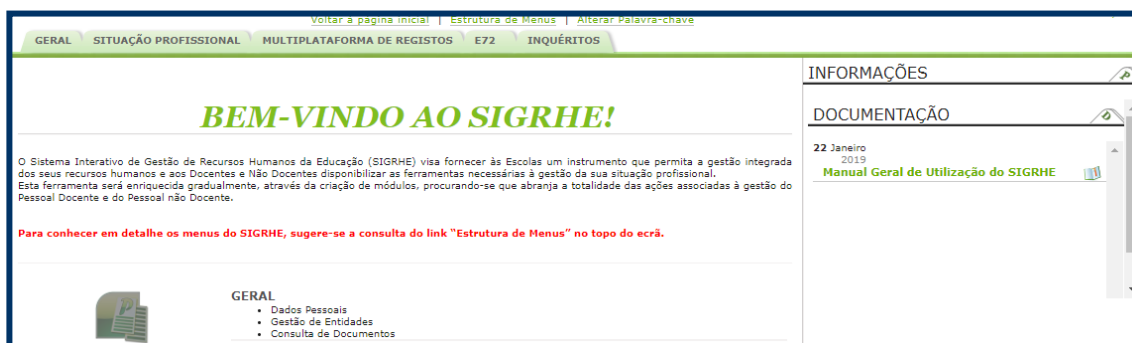 Voltar à página inicial | Estrutura de Menus | Alterar Palavra-chave
GERAL SITUAÇÃO PROFISSIONAL MULTIPLATAFORMA DE REGISTOS E72 INQUÉRITOS
BEM-VINDO AO SIGRHE!
O Sistema Interativo de Gestão de Recursos Humanos da Educação (SIGRHE) visa fornecer às Escolas um instrumento que permita a gestão integrada
dos seus recursos humanos e aos Docentes e Não Docentes disponibilizar as ferramentas necessárias à gestão da sua situação profissional.
Esta ferramenta será enriquecida gradualmente, através da criação de módulos, procurando-se que abranja a totalidade das ações associadas à gestão do
Pessoal Docente e do Pessoal não Docente.
Para conhecer em detalhe os menus do SIGRHE, sugere-se a consulta do link "Estrutura de Menus" no topo do ecrã.
GERAL
• Dados Pessoais
• Gestão de Entidades
• Consulta de Documentos
INFORMAÇÕES
DOCUMENTAÇÃO
22 Janeiro
2019
Manual Geral de Utilização do SIGRHE